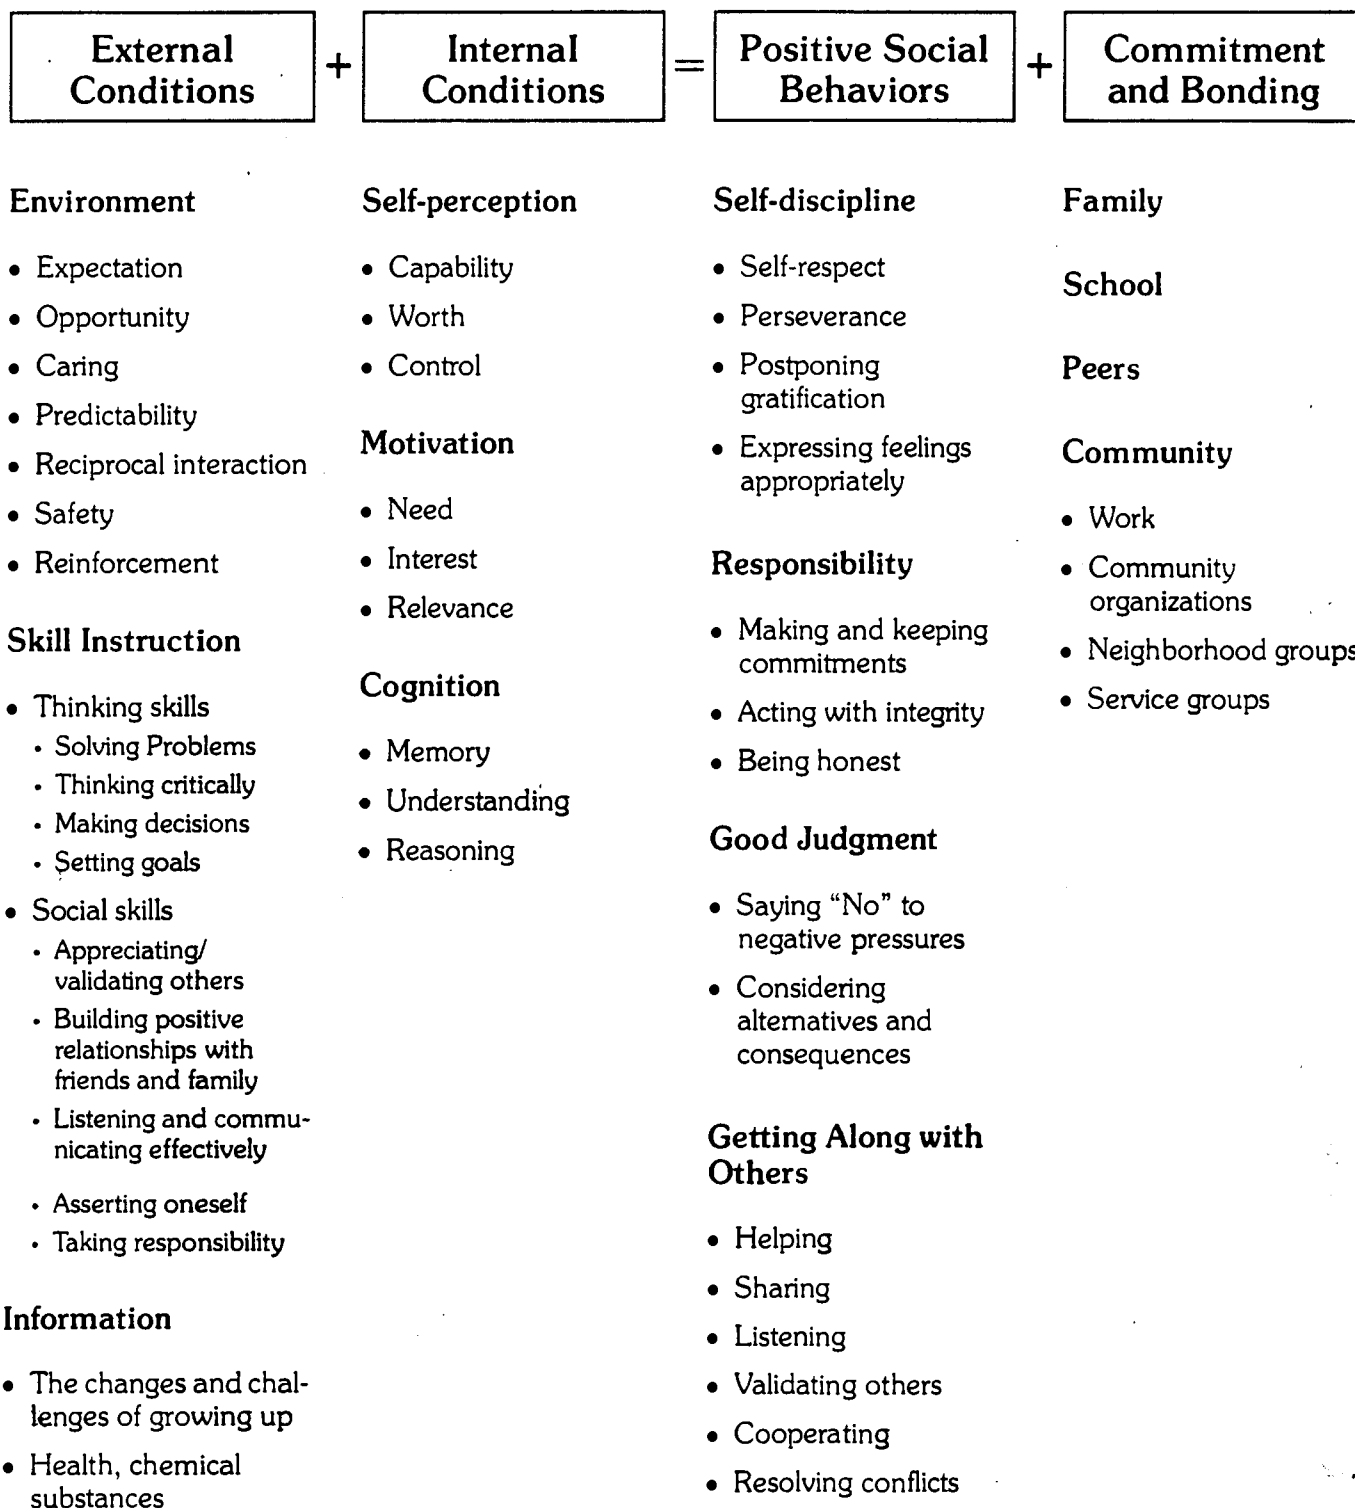 External
Conditions
+
Internal
Conditions
=
Positive Social
Behaviors
+
Commitment
and Bonding
Environment
• Expectation
• Opportunity
• Caring
• Predictability
• Reciprocal interaction
• Safety
• Reinforcement
Skill Instruction
• Thinking skills
• Solving Problems
• Thinking critically
• Making decisions
• Setting goals
• Social skills
• Appreciating/
validating others
• Building positive
relationships with
friends and family
• Listening and commu-
nicating effectively
• Asserting oneself
• Taking responsibility
Information
• The changes and chal-
lenges of growing up
• Health, chemical
substances
Self-perception
• Capability
• Worth
• Control
Motivation
• Need
• Interest
• Relevance
Cognition
• Memory
• Understanding
• Reasoning
Self-discipline
• Self-respect
• Perseverance
• Postponing
gratification
• Expressing feelings
appropriately
Responsibility
• Making and keeping
commitments
• Acting with integrity
• Being honest
Good Judgment
• Saying “No” to
negative pressures
• Considering
alternatives and
consequences
Getting Along with
Others
• Helping
• Sharing
• Listening
• Validating others
• Cooperating
• Resolving conflicts
Family
School
Peers
Community
• Work
• Community
organizations
• Neighborhood groups
• Service groups